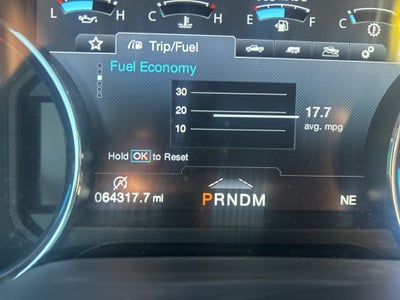 L H C H E F C H
Trip/Fuel
Fuel Economy
30
20
10
17.7
avg. mpg
Hold OK to Reset
064317.7 mi
PRNDM
NE